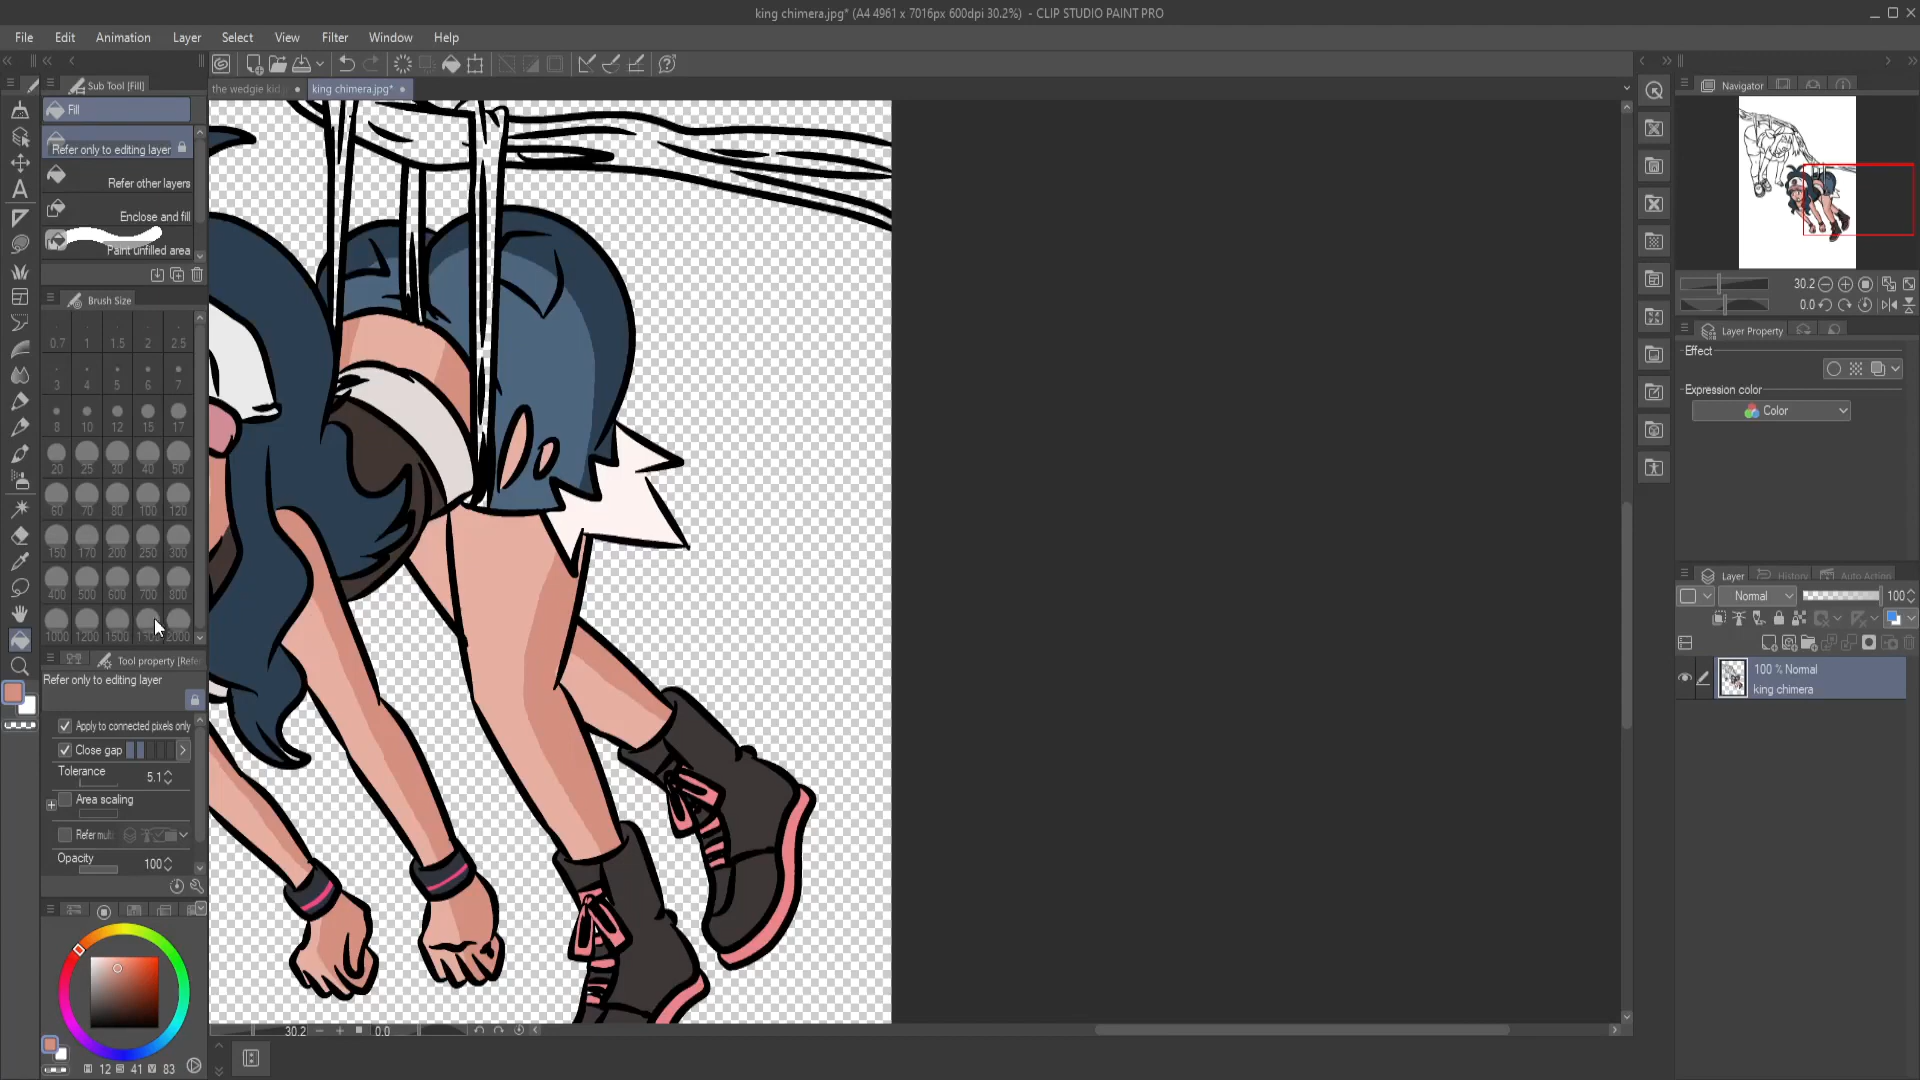 king chimera.jpg* (A4 4961 x 7016px 600dpi 30.2%) - CLIP STUDIO PAINT PRO
File Edit Animation Layer Select View Filter Window Help
Sub Tool [Fill]
the wedgie kid
king chimera.jpg*
Navigator
Fill
Refer only to editing layer
Refer other layers
Enclose and fill
Paint unfilled area
Brush Size
0.7 1 1.5 2 2.5
3 4 5 6 7
8 10 12 15 17
20 25 30 40 50
60 70 80 100 120
150 170 200 250 300
400 500 600 700 800
1000 1200 1500 2000
Tool property [Refer
Refer only to editing layer
Apply to connected pixels only
Close gap
Tolerance 5.1
Area scaling
Refer mult
Opacity 100
12 41 83
30.2 0.0
30.2
0.0
Layer Property
Effect
Expression color
Color
Layer History Auto Action
Normal 100
100 % Normal
king chimera